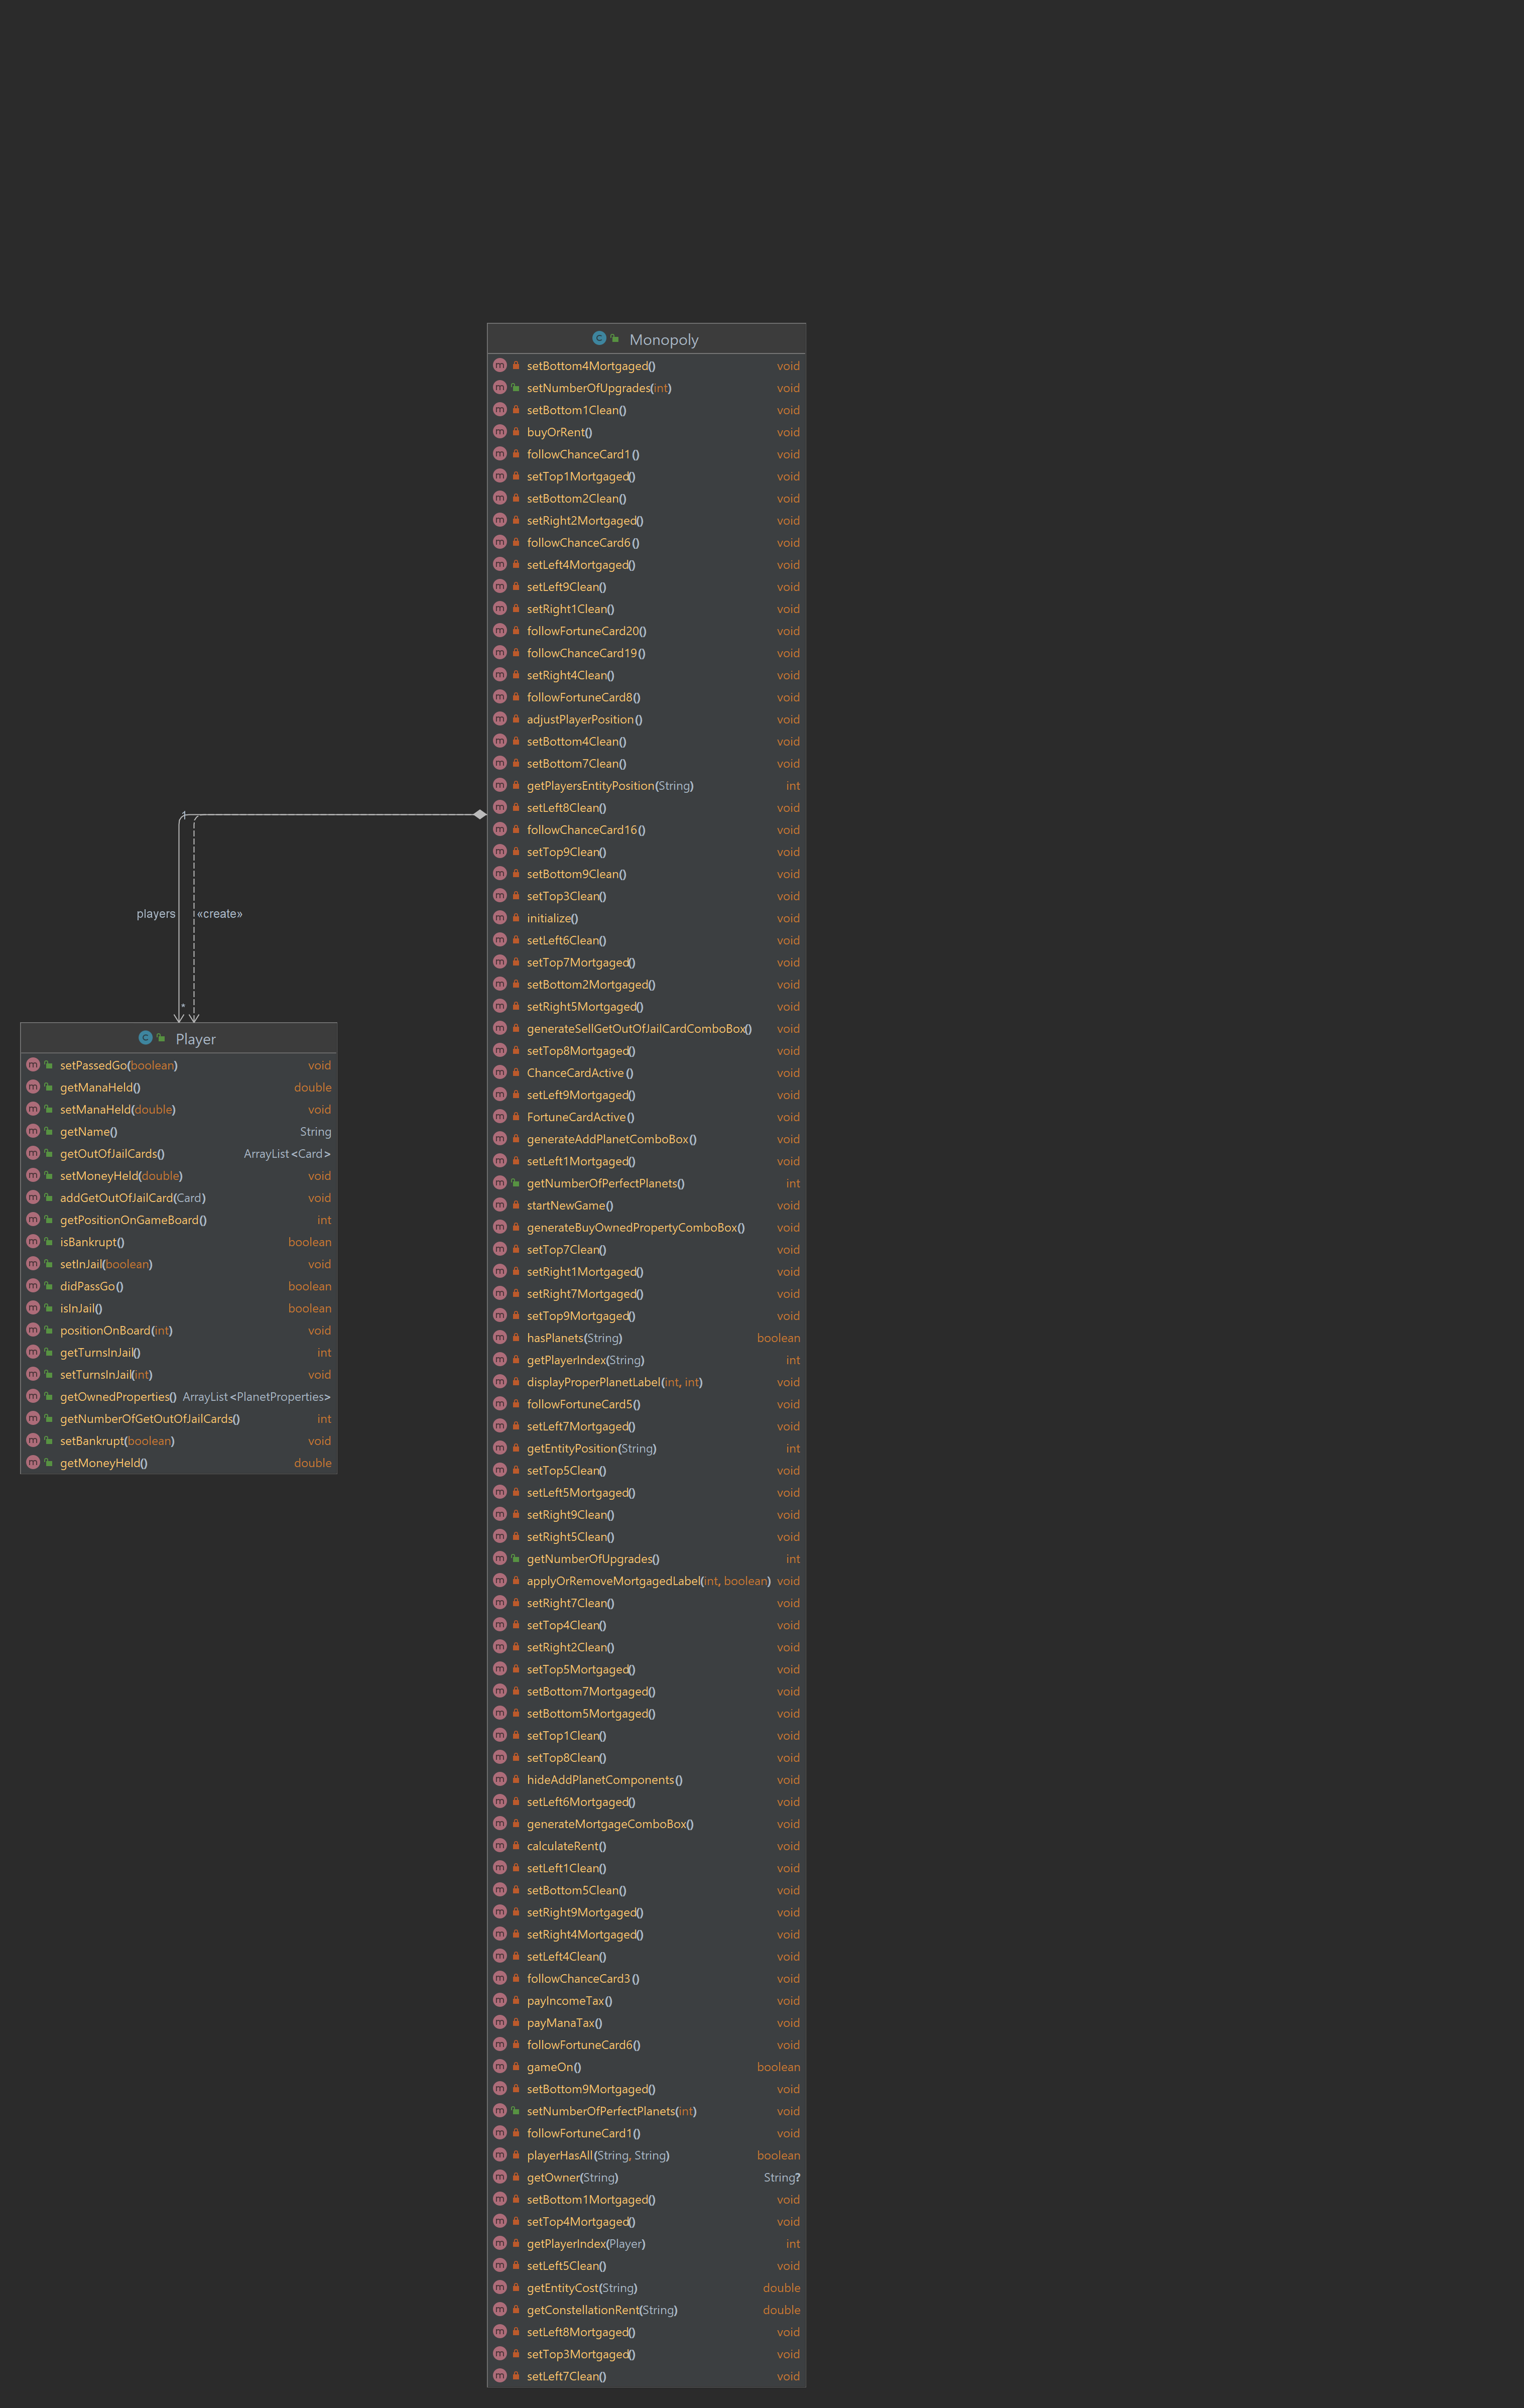 Monopoly
setBottom4Mortgaged() void
setNumberOfUpgrades(int) void
setBottom1Clean() void
buyOrRent() void
followChanceCard1() void
setTop1Mortgaged() void
setBottom2Clean() void
setRight2Mortgaged() void
followChanceCard6() void
setLeft4Mortgaged() void
setLeft9Clean() void
setRight1Clean() void
followFortuneCard20() void
followChanceCard19() void
setRight4Clean() void
followFortuneCard8() void
adjustPlayerPosition() void
setBottom4Clean() void
setBottom7Clean() void
getPlayersEntityPosition(String) int
setLeft8Clean() void
followChanceCard16() void
setTop9Clean() void
setBottom9Clean() void
setTop3Clean() void
initialize() void
setLeft6Clean() void
setTop7Mortgaged() void
setBottom2Mortgaged() void
setRight5Mortgaged() void
generateSellGetOutOfJailCardComboBox() void
setTop8Mortgaged() void
ChanceCardActive() void
setLeft9Mortgaged() void
FortuneCardActive() void
generateAddPlanetComboBox() void
setLeft1Mortgaged() void
getNumberOfPerfectPlanets() int
startNewGame() void
generateBuyOwnedPropertyComboBox() void
setTop7Clean() void
setRight1Mortgaged() void
setRight7Mortgaged() void
setTop9Mortgaged() void
hasPlanets(String) boolean
getPlayerIndex(String) int
displayProperPlanetLabel(int, int) void
followFortuneCard5() void
setLeft7Mortgaged() void
getEntityPosition(String) int
setTop5Clean() void
setLeft5Mortgaged() void
setRight9Clean() void
setRight5Clean() void
getNumberOfUpgrades() int
applyOrRemoveMortgagedLabel(int, boolean) void
setRight7Clean() void
setTop4Clean() void
setRight2Clean() void
setTop5Mortgaged() void
setBottom7Mortgaged() void
setBottom5Mortgaged() void
setTop1Clean() void
setTop8Clean() void
hideAddPlanetComponents() void
setLeft6Mortgaged() void
generateMortgageComboBox() void
calculateRent() void
setLeft1Clean() void
setBottom5Clean() void
setRight9Mortgaged() void
setRight4Mortgaged() void
setLeft4Clean() void
followChanceCard3() void
payIncomeTax() void
payManaTax() void
followFortuneCard6() void
gameOn() boolean
setBottom9Mortgaged() void
setNumberOfPerfectPlanets(int) void
followFortuneCard1() void
playerHasAll(String, String) boolean
getOwner(String) String?
setBottom1Mortgaged() void
setTop4Mortgaged() void
getPlayerIndex(Player) int
setLeft5Clean() void
getEntityCost(String) double
getConstellationRent(String) double
setLeft8Mortgaged() void
setTop3Mortgaged() void
setLeft7Clean() void
1
players «create»
*
Player
setPassedGo(boolean) void
getManaHeld() double
setManaHeld(double) void
getName() String
getOutOfJailCards() ArrayList<Card>
setMoneyHeld(double) void
addGetOutOfJailCard(Card) void
getPositionOnGameBoard() int
isBankrupt() boolean
setInJail(boolean) void
didPassGo() boolean
isInJail() boolean
positionOnBoard(int) void
getTurnsInJail() int
setTurnsInJail(int) void
getOwnedProperties() ArrayList<PlanetProperties>
getNumberOfGetOutOfJailCards() int
setBankrupt(boolean) void
getMoneyHeld() double